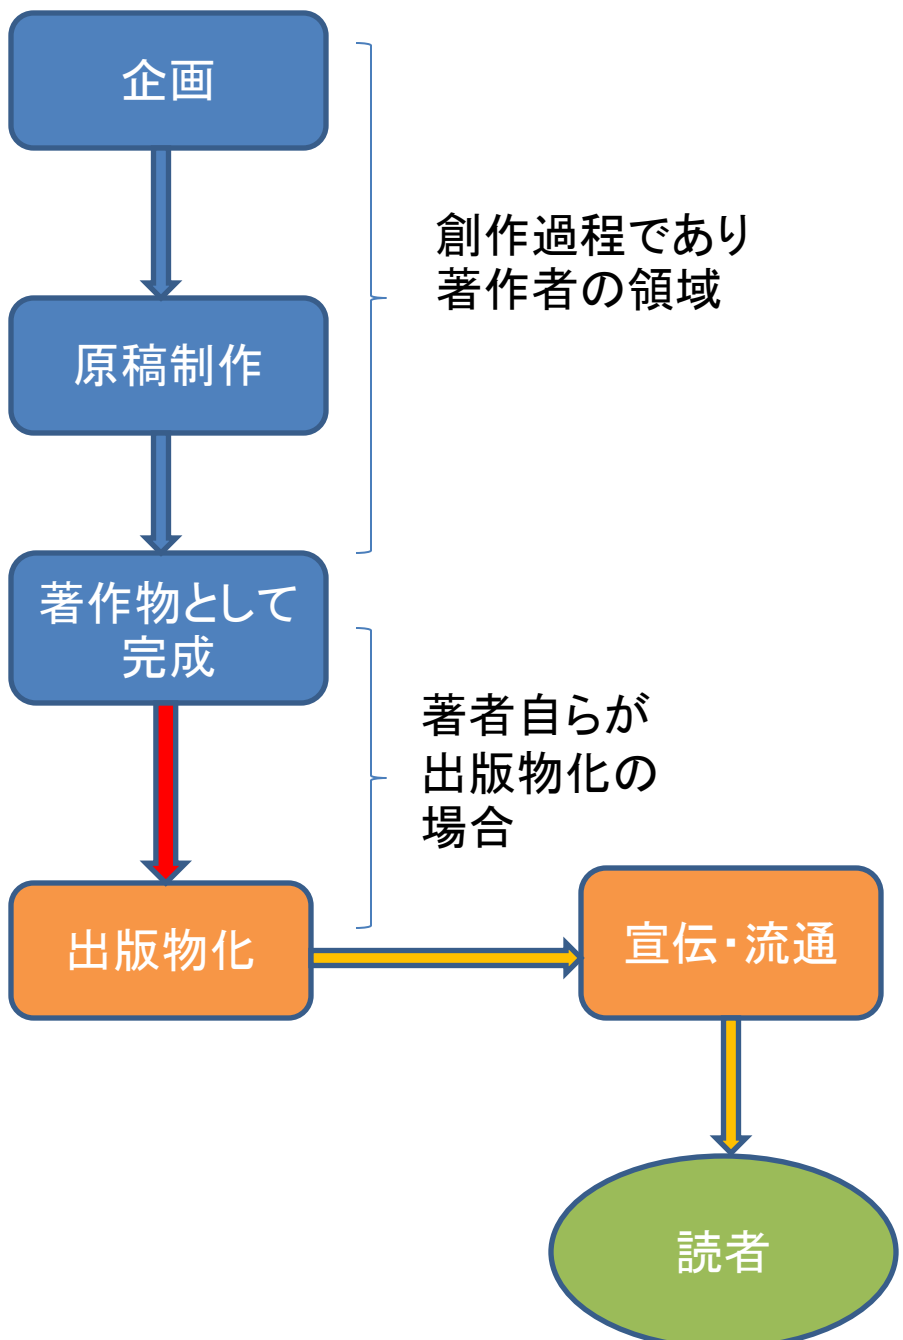 企画
創作過程であり
著作者の領域
原稿制作
著作物として
完成
著者自らが
出版物化の
場合
出版物化
宣伝・流通
読者